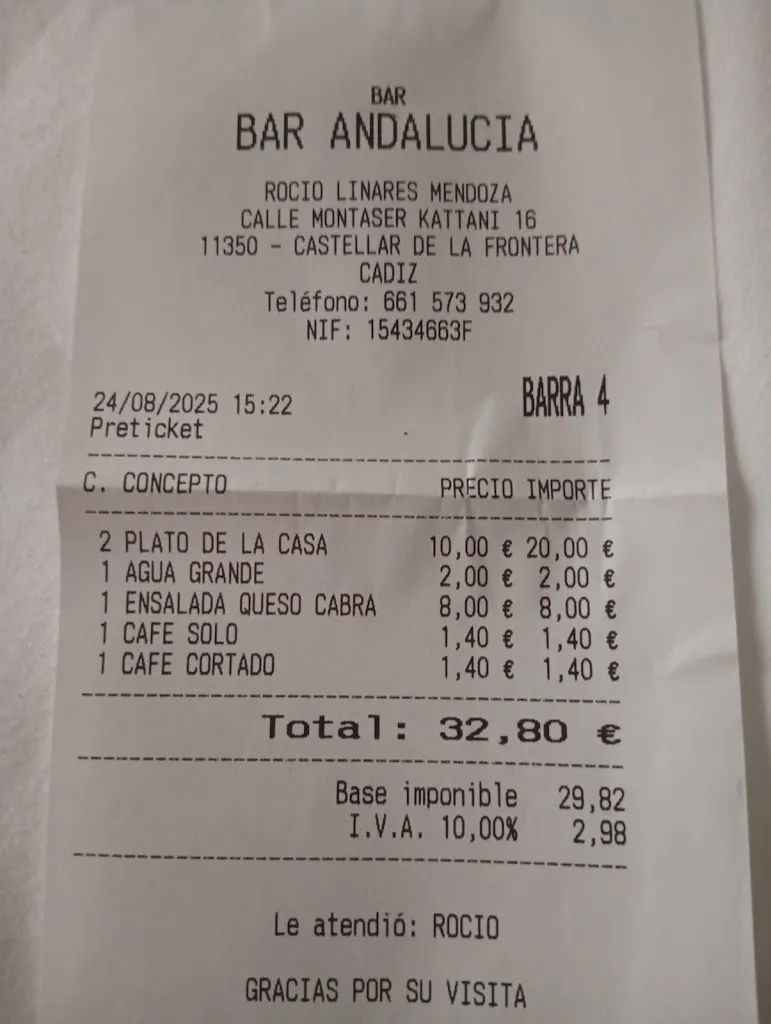 BAR
BAR ANDALUCIA
ROCIO LINARES MENDOZA
CALLE MONTASER KATTANI 16
11350 - CASTELLAR DE LA FRONTERA
CADIZ
Teléfono: 661 573 932
NIF: 15434663F
24/08/2025 15:22 BARRA 4
Preticket
C. CONCEPTO PRECIO IMPORTE
2 PLATO DE LA CASA 10,00 € 20,00 €
1 AGUA GRANDE 2,00 € 2,00 €
1 ENSALADA QUESO CABRA 8,00 € 8,00 €
1 CAFE SOLO 1,40 € 1,40 €
1 CAFE CORTADO 1,40 € 1,40 €
Total: 32,80 €
Base imponible 29,82
I.V.A. 10,00% 2,98
Le atendió: ROCIO
GRACIAS POR SU VISITA